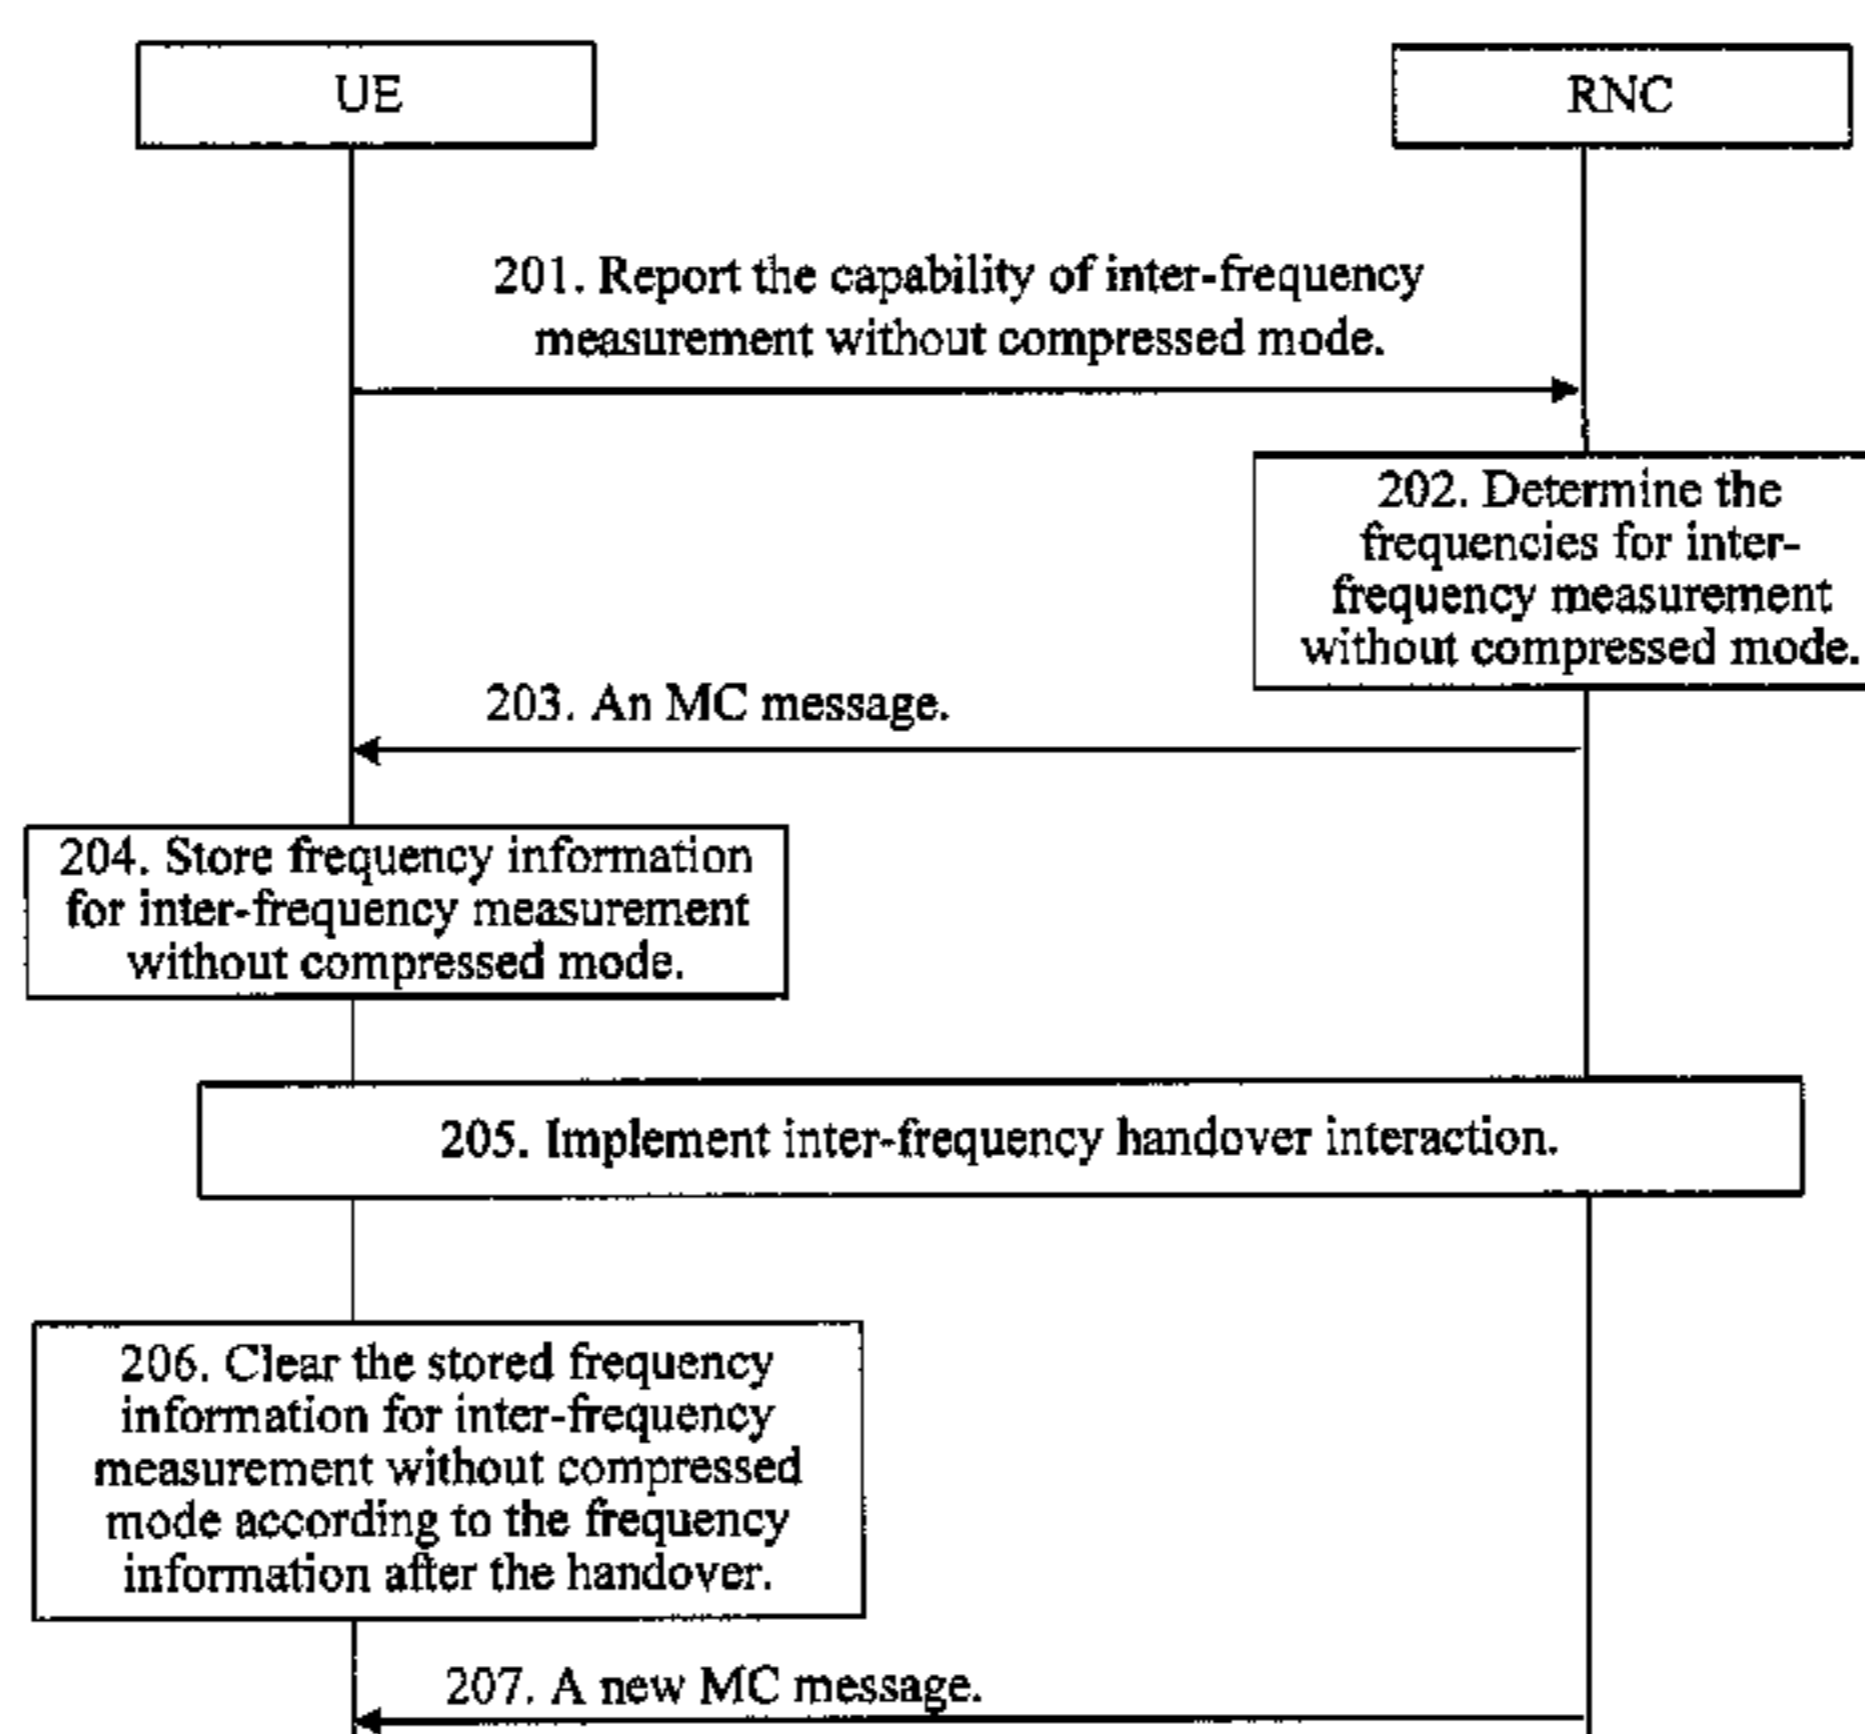 UE
RNC
201. Report the capability of inter-frequency
measurement without compressed mode.
202. Determine the
frequencies for inter-
frequency measurement
without compressed mode.
203. An MC message.
204. Store frequency information
for inter-frequency measurement
without compressed mode.
205. Implement inter-frequency handover interaction.
206. Clear the stored frequency
information for inter-frequency
measurement without compressed
mode according to the frequency
information after the handover.
207. A new MC message.